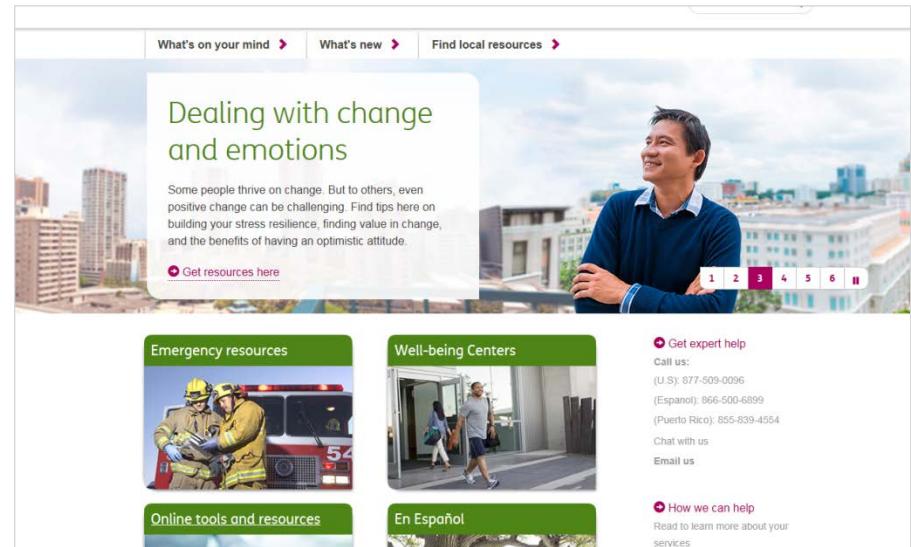 What's on your mind
What's new
Find local resources
Dealing with change
and emotions
Some people thrive on change. But to others, even
positive change can be challenging. Find tips here on
building your stress resilience, finding value in change,
and the benefits of having an optimistic attitude.
Get resources here
1 2 3 4 5 6
Emergency resources
54
Well-being Centers
Get expert help
Call us:
(U.S): 877-509-0096
(Espanol): 866-500-6899
(Puerto Rico): 855-839-4554
Chat with us
Email us
Online tools and resources
En Español
How we can help
Read to learn more about your
services